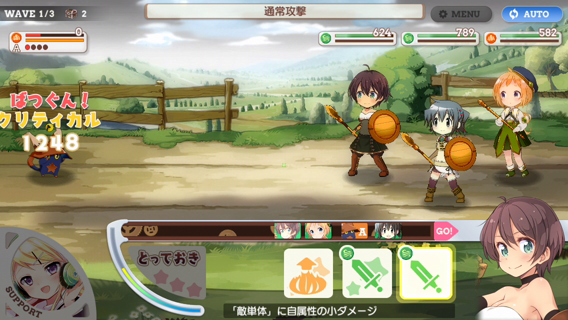 WAVE 1/3 2
通常攻撃
MENU
AUTO
0
A
624
789
582
ばつぐん!
クリティカル
1248
A
GO!
とっておき
SUPPORT
「敵単体」に自属性の小ダメージ